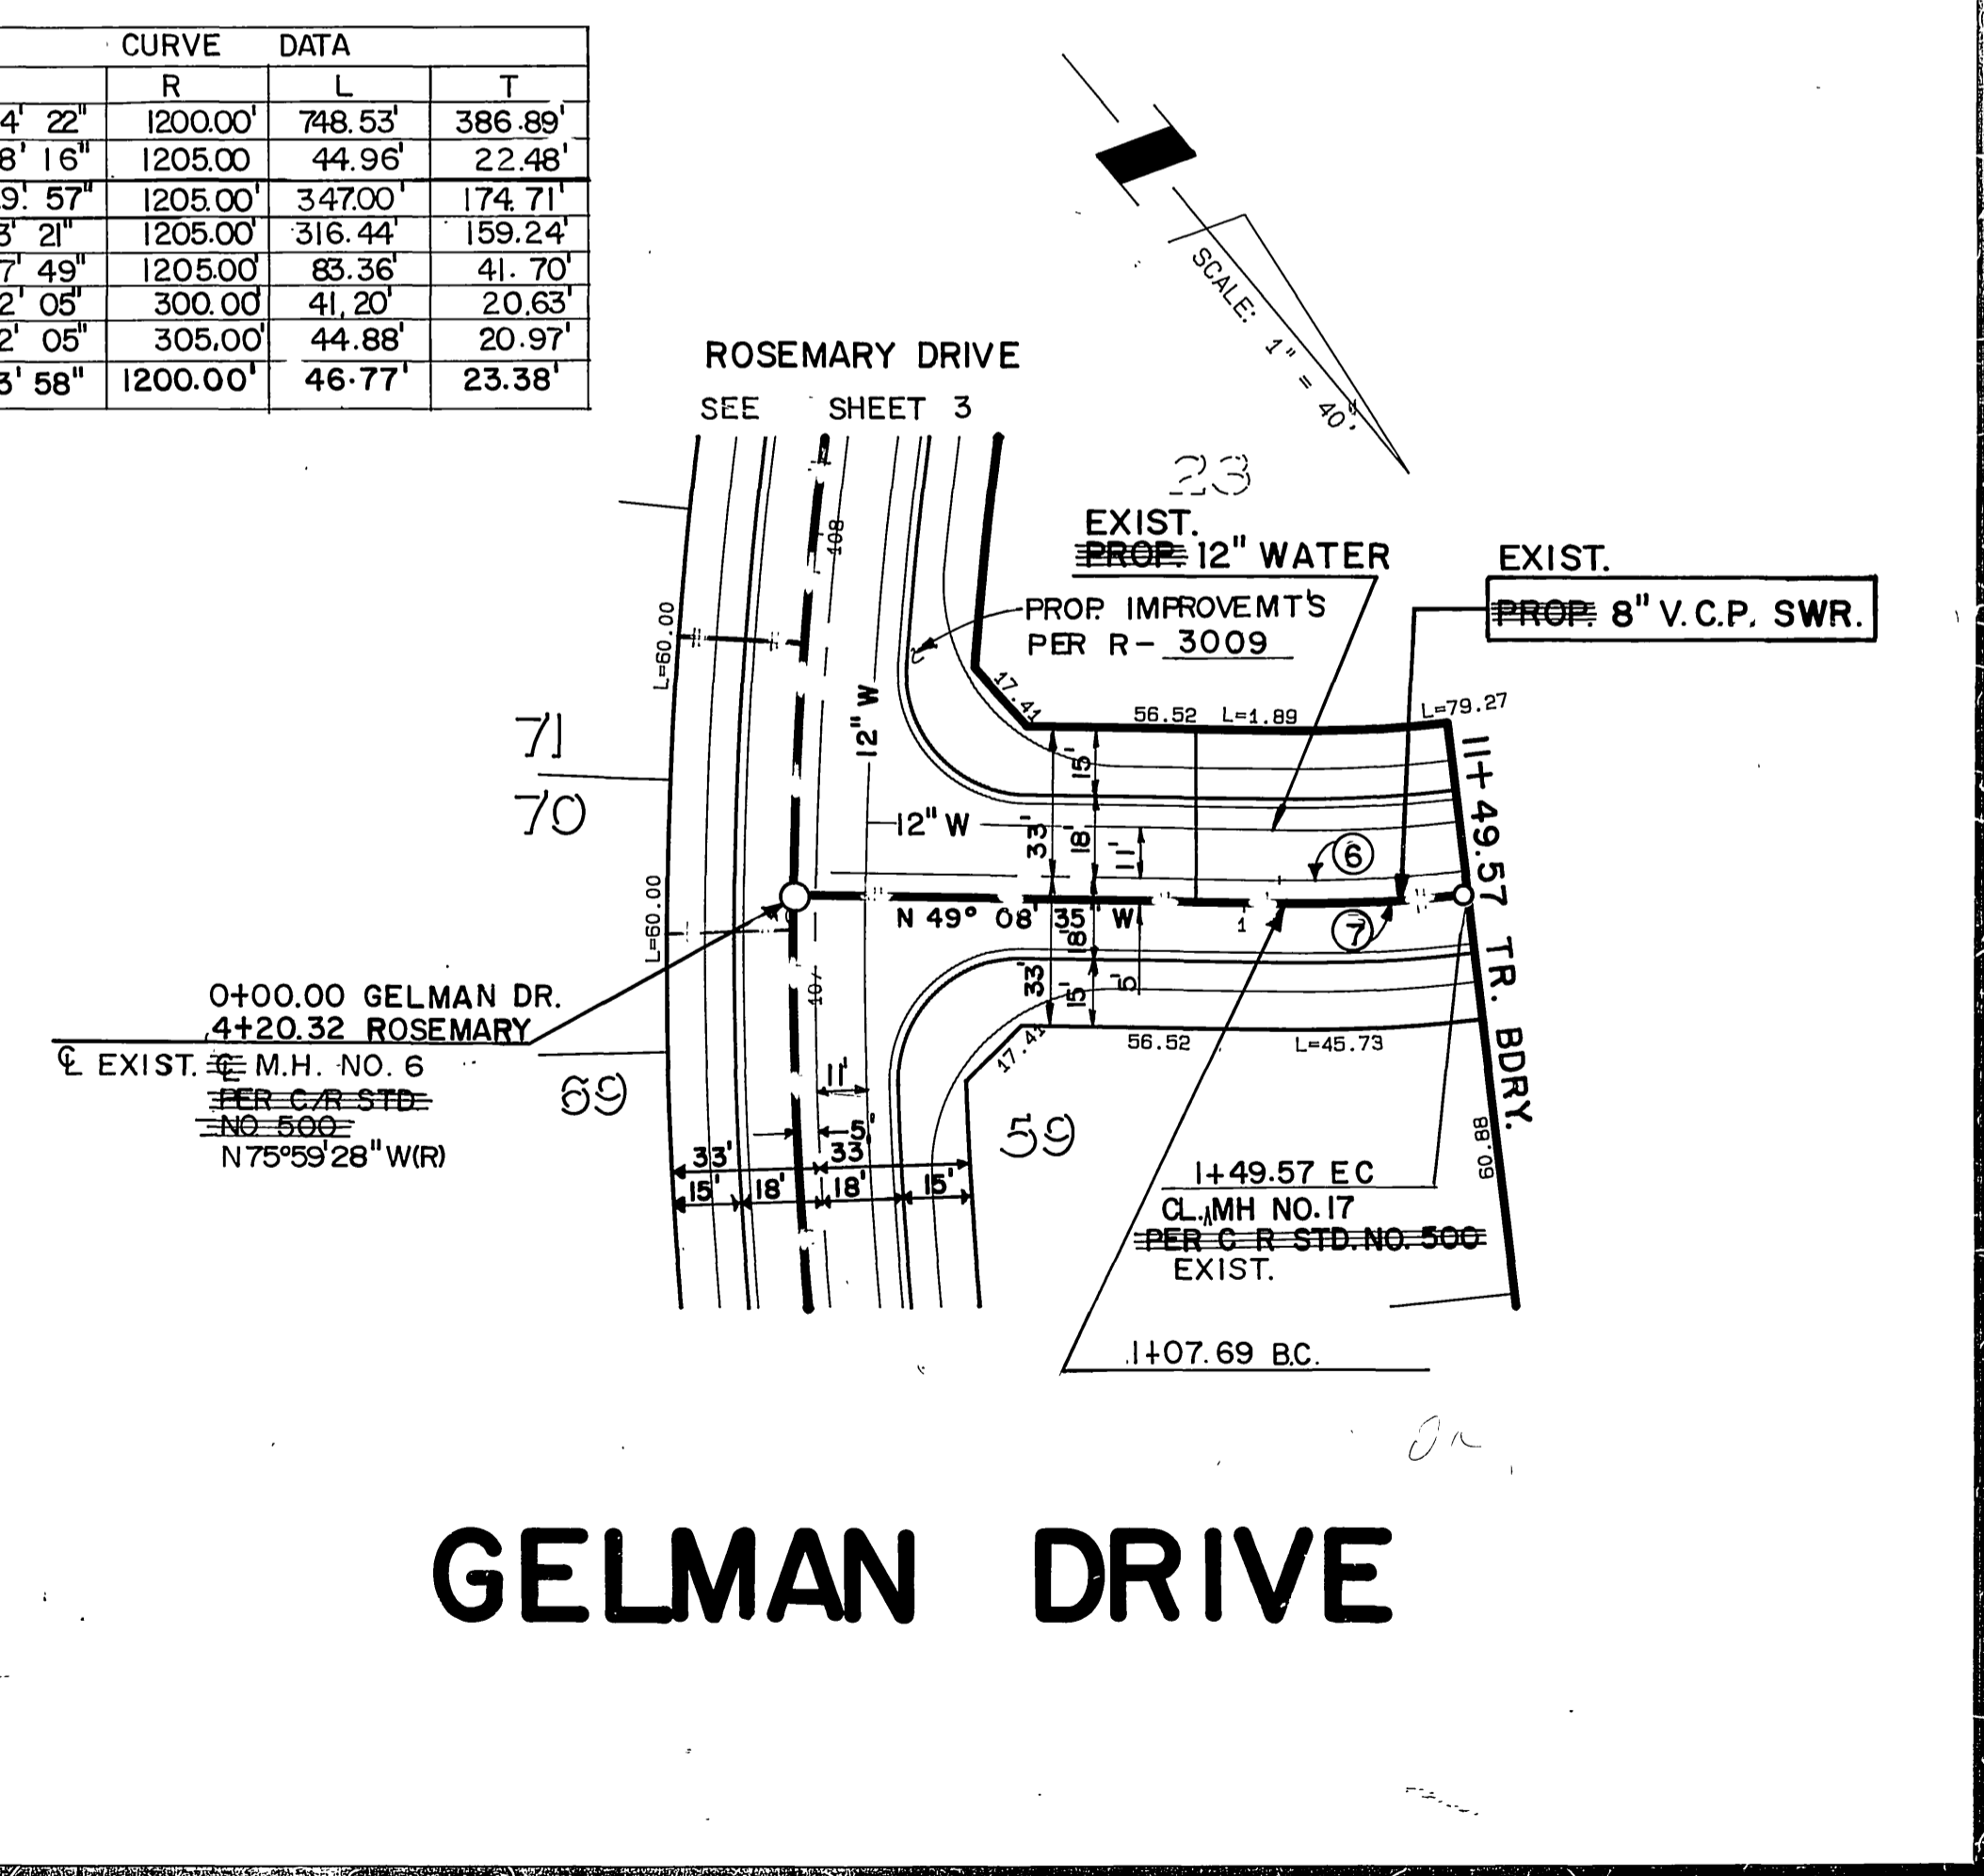 CURVE DATA
R L T
4' 22" 1200.00' 748.53' 386.89'
8' 16" 1205.00 44.96' 22.48'
9' 57" 1205.00' 347.00' 174.71'
3' 21" 1205.00' 316.44' 159.24'
7' 49" 1205.00' 83.36' 41.70'
2' 05" 300.00' 41,20' 20.63'
2' 05" 305.00' 44.88' 20.97'
3' 58" 1200.00' 46.77' 23.38'
SCALE: 1" = 40'
ROSEMARY DRIVE
SEE SHEET 3
23
EXIST.
PROP. 12" WATER
EXIST.
PROP. 8" V.C.P. SWR.
PROP. IMPROVEMT'S
PER R- 3009
108
L=60.00
17.41
12" W
56.52 L=1.89
L=79.27
71
70
11+49.57 TR. BDRY.
12" W
33'
15'
18'
11'
6
L=60.00
N 49° 08' 35" W
1
7
18'
33'
15'
5'
107
0+00.00 GELMAN DR.
4+20.32 ROSEMARY
℄ EXIST. ℄ M.H. NO. 6
PER C/R STD
NO 500
N75°59'28"W(R)
69
17.41
56.52
L=45.73
11'
5'
33' 33'
15' 18' 18' 15'
59
60.88
1+49.57 EC
CL. MH NO. 17
PER C R STD. NO. 500
EXIST.
1+07.69 B.C.
GELMAN DRIVE